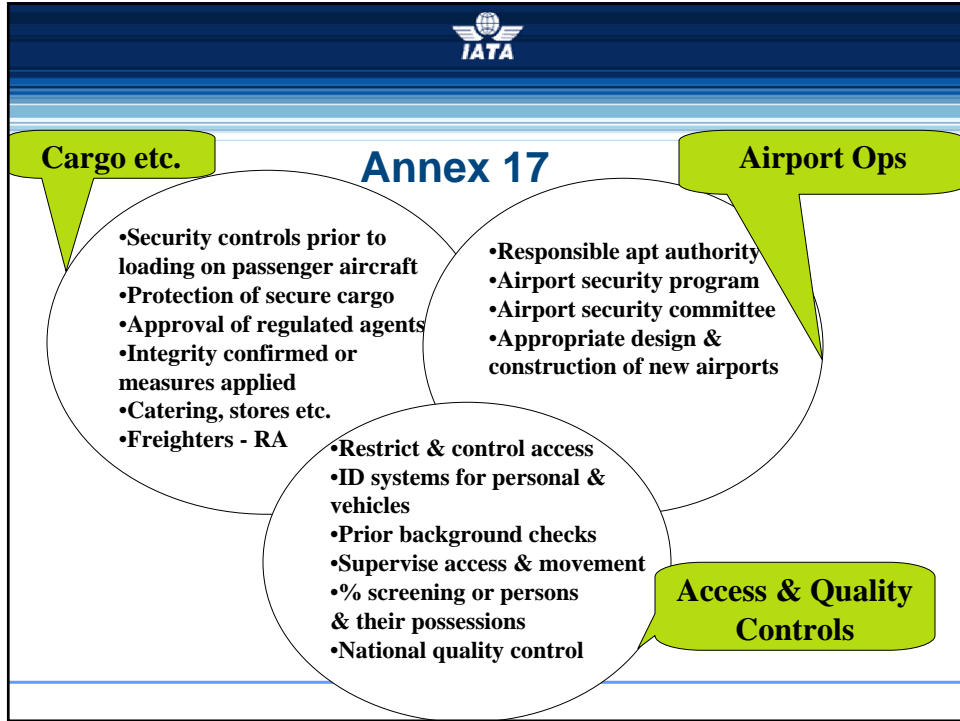 IATA
Annex 17
Cargo etc.
•Security controls prior to
loading on passenger aircraft
•Protection of secure cargo
•Approval of regulated agents
•Integrity confirmed or
measures applied
•Catering, stores etc.
•Freighters - RA
Airport Ops
•Responsible apt authority
•Airport security program
•Airport security committee
•Appropriate design &
construction of new airports
•Restrict & control access
•ID systems for personal &
vehicles
•Prior background checks
•Supervise access & movement
•% screening or persons
& their possessions
•National quality control
Access & Quality
Controls